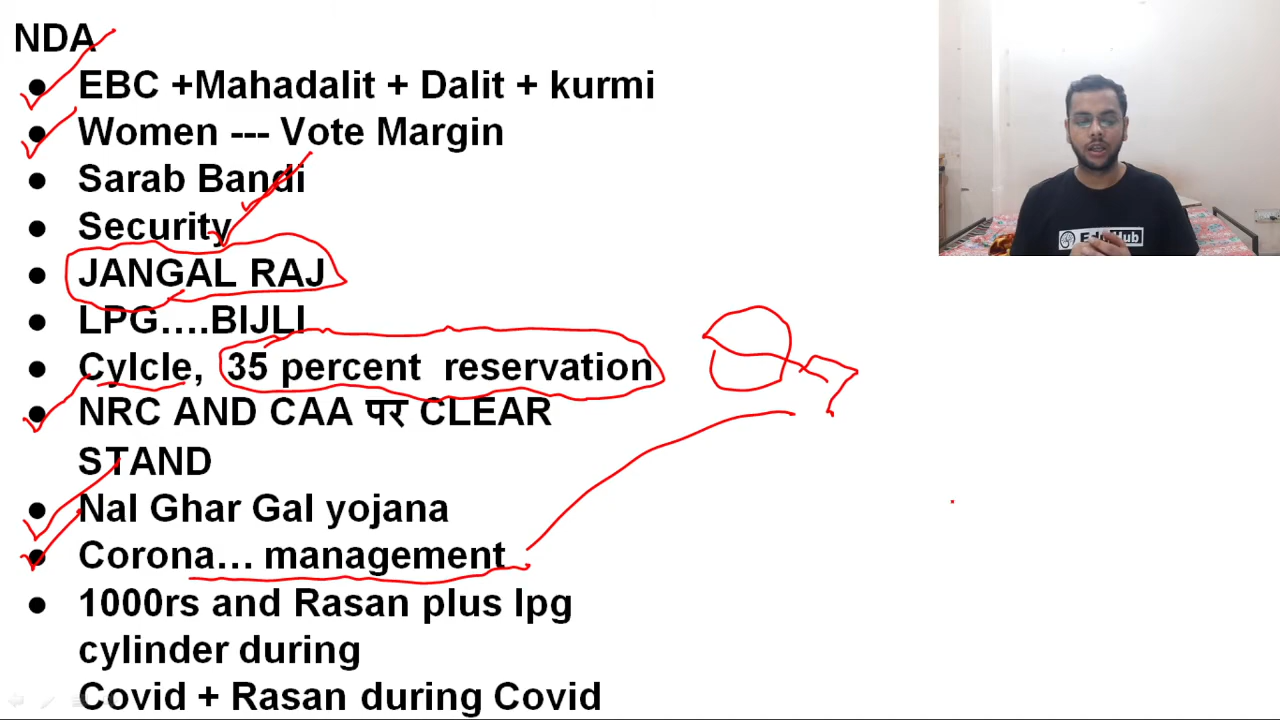 NDA
EBC +Mahadalit + Dalit + kurmi
Women --- Vote Margin
Sarab Bandi
Security
JANGAL RAJ
LPG....BIJLI
Cylcle, 35 percent reservation
NRC AND CAA पर CLEAR
STAND
Nal Ghar Gal yojana
Corona... management
1000rs and Rasan plus lpg
cylinder during
Covid + Rasan during Covid